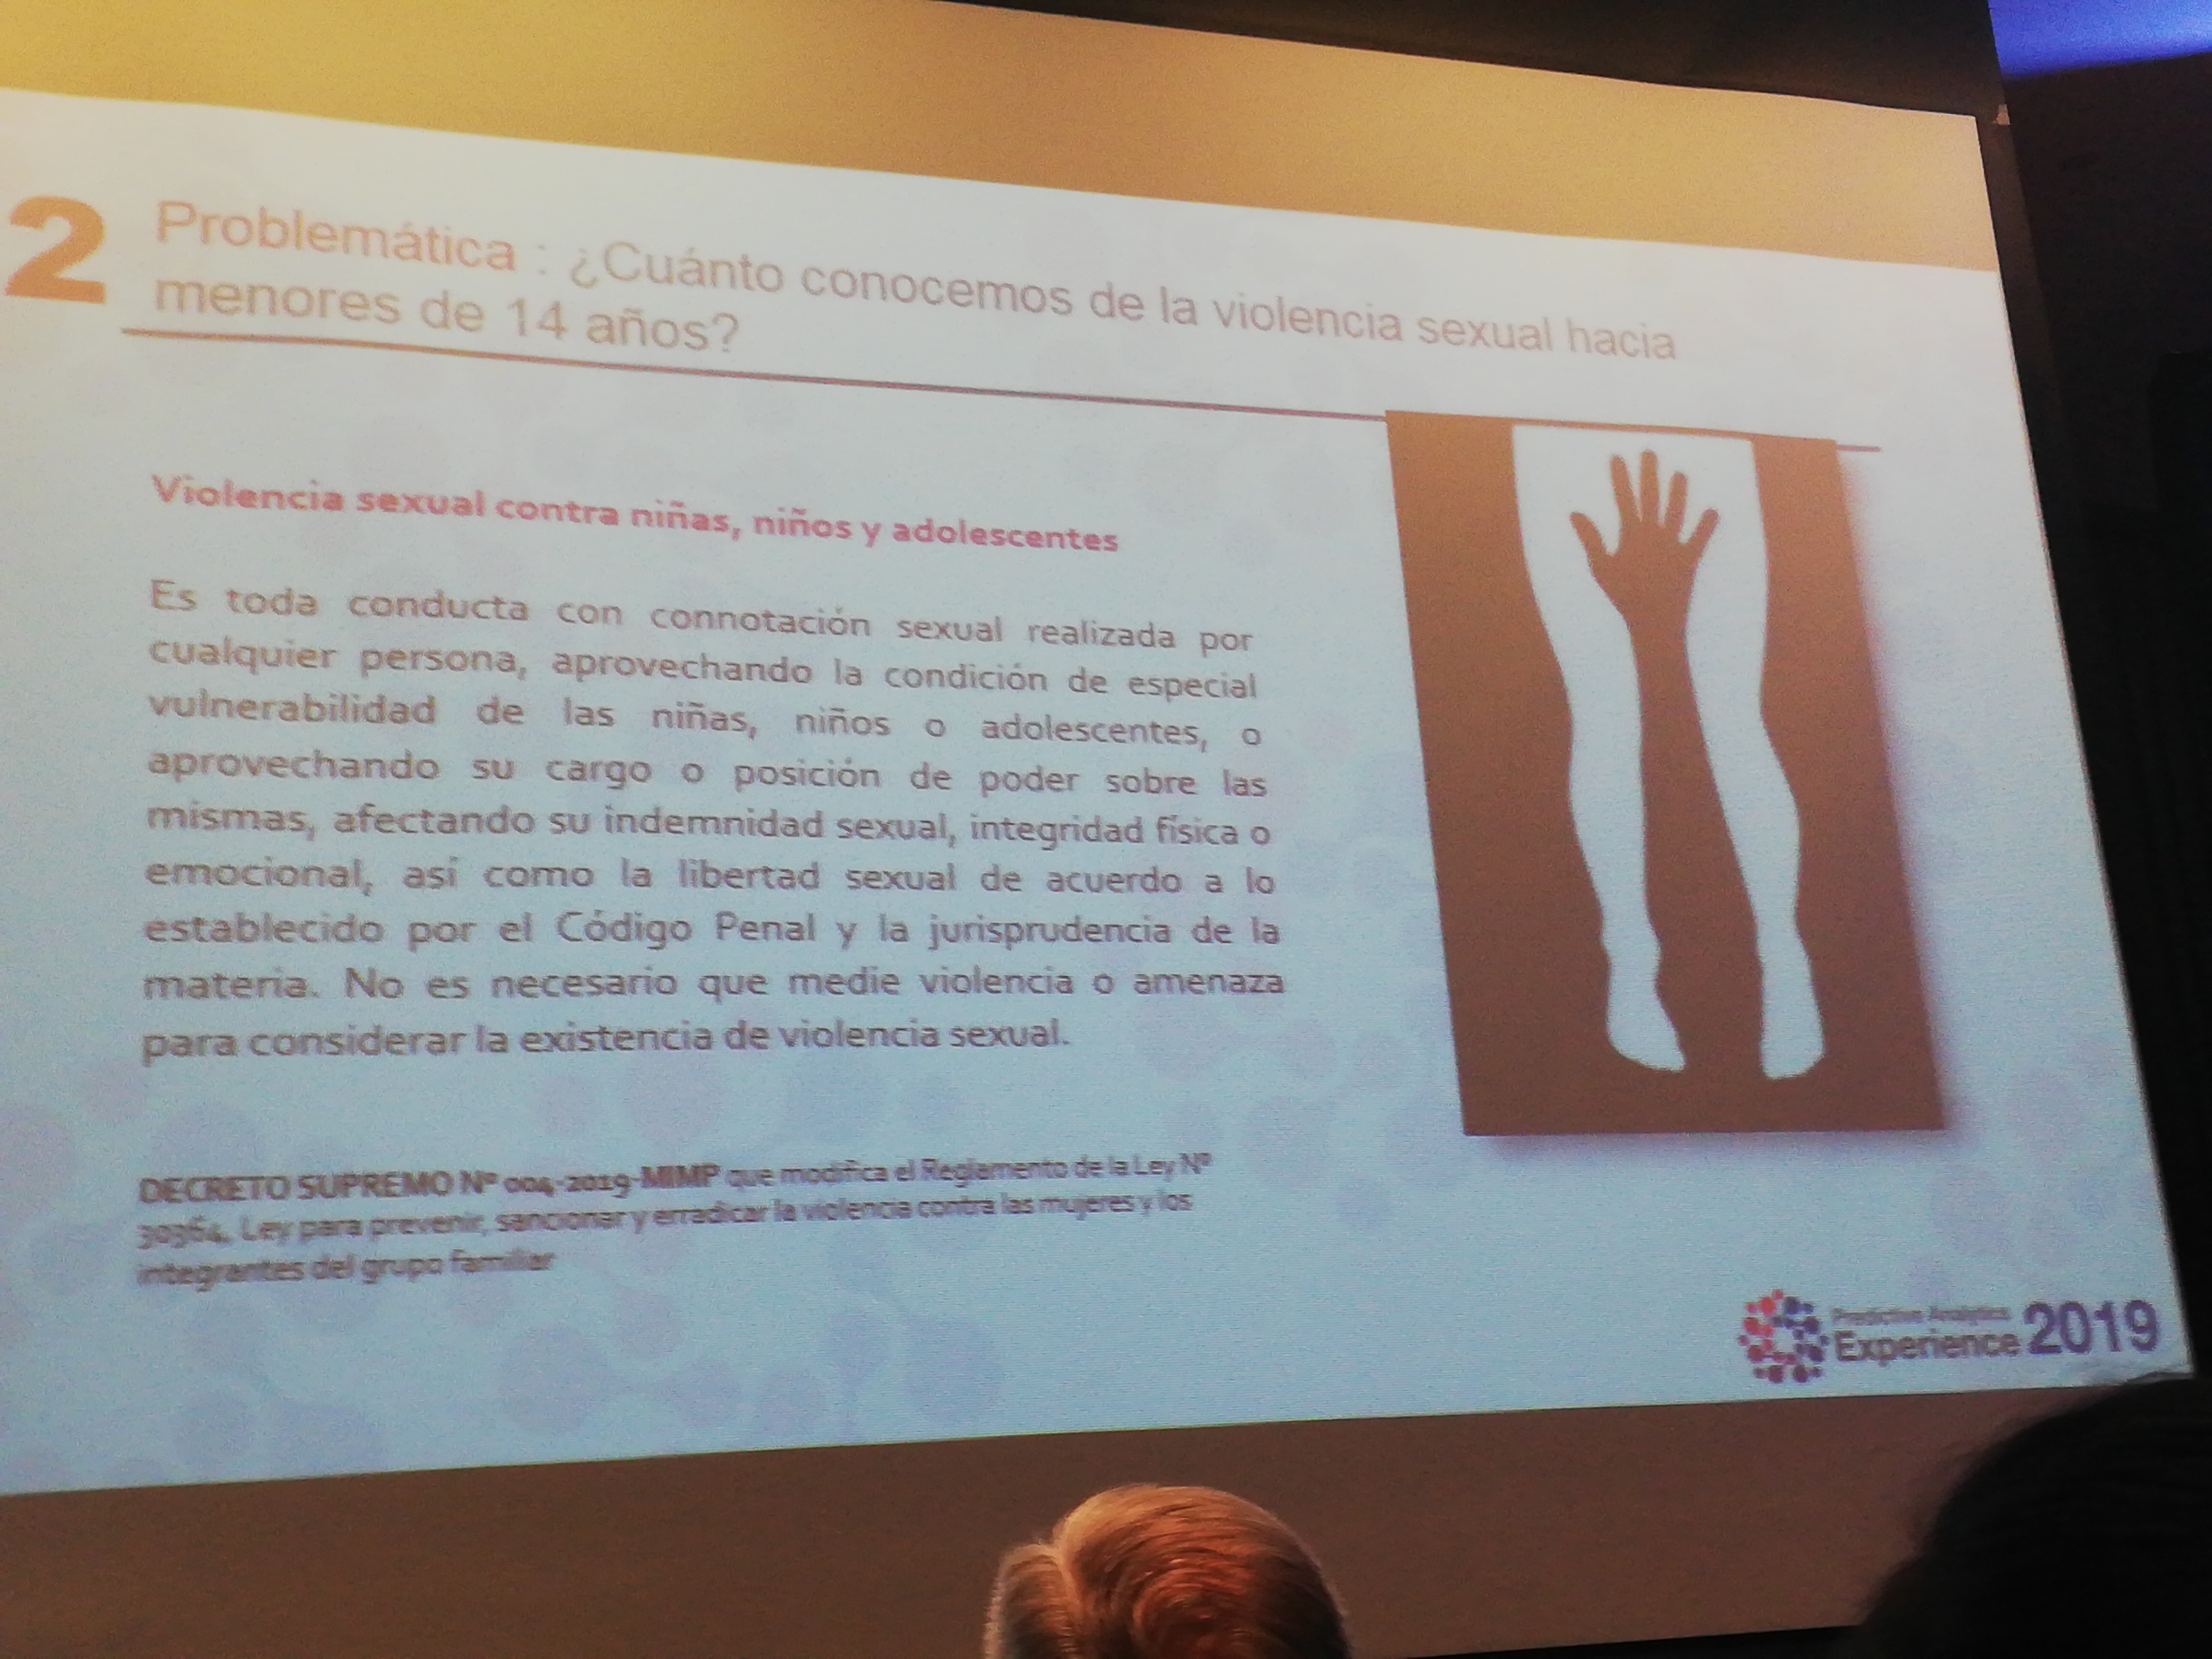 2
Problemática : ¿Cuánto conocemos de la violencia sexual hacia
menores de 14 años?
Violencia sexual contra niñas, niños y adolescentes
Es toda conducta con connotación sexual realizada por
cualquier persona, aprovechando la condición de especial
vulnerabilidad de las niñas, niños o adolescentes, o
aprovechando su cargo o posición de poder sobre las
mismas, afectando su indemnidad sexual, integridad física o
emocional, así como la libertad sexual de acuerdo a lo
establecido por el Código Penal y la jurisprudencia de la
materia. No es necesario que medie violencia o amenaza
para considerar la existencia de violencia sexual.
DECRETO SUPREMO Nº 004-2019-MIMP que modifica el Reglamento de la Ley Nº
30364, Ley para prevenir, sancionar y erradicar la violencia contra las mujeres y los
integrantes del grupo familiar
Predictive Analytics
Experience 2019